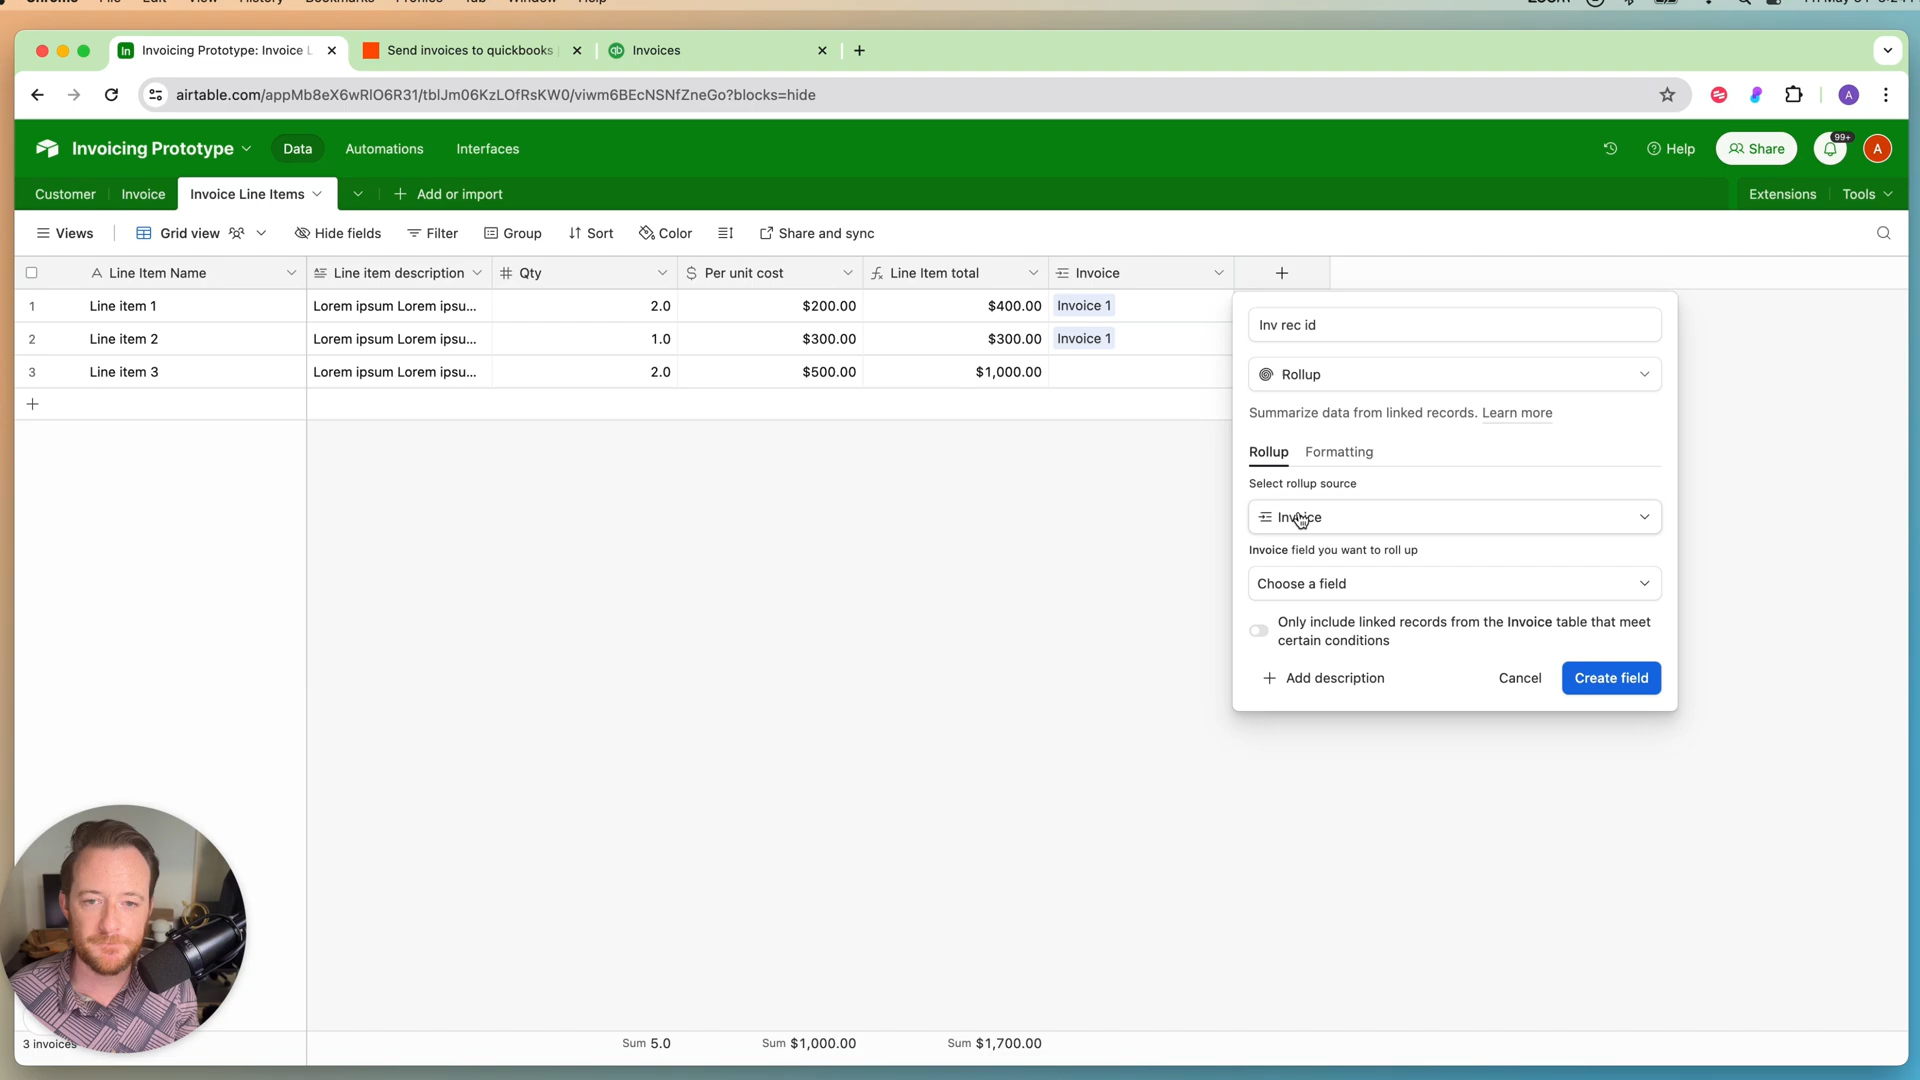 Invoicing Prototype: Invoice L
Send invoices to quickbooks
Invoices
airtable.com/appMb8eX6wRlO6R31/tblJm06KzLOfRsKW0/viwm6BEcNSNfZneGo?blocks=hide
A
Invoicing Prototype
Data
Automations
Interfaces
Help
Share
99+
A
Customer
Invoice
Invoice Line Items
Add or import
Extensions
Tools
Views
Grid view
Hide fields
Filter
Group
Sort
Color
Share and sync
Line Item Name
Line item description
Qty
Per unit cost
Line Item total
Invoice
1 Line item 1 Lorem ipsum Lorem ipsu... 2.0 $200.00 $400.00 Invoice 1
2 Line item 2 Lorem ipsum Lorem ipsu... 1.0 $300.00 $300.00 Invoice 1
3 Line item 3 Lorem ipsum Lorem ipsu... 2.0 $500.00 $1,000.00
Inv rec id
Rollup
Summarize data from linked records. Learn more
Rollup Formatting
Select rollup source
Invoice
Invoice field you want to roll up
Choose a field
Only include linked records from the Invoice table that meet
certain conditions
Add description
Cancel
Create field
3 invoices
Sum 5.0
Sum $1,000.00
Sum $1,700.00